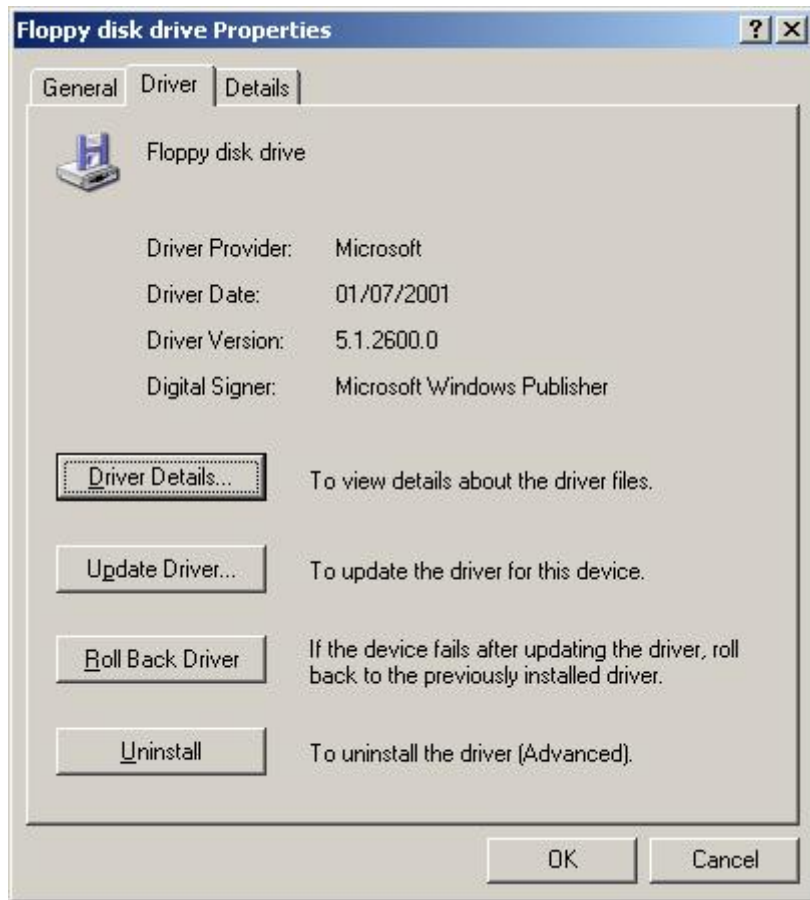 Floppy disk drive Properties
General Driver Details
Floppy disk drive
Driver Provider: Microsoft
Driver Date: 01/07/2001
Driver Version: 5.1.2600.0
Digital Signer: Microsoft Windows Publisher
Driver Details... To view details about the driver files.
Update Driver... To update the driver for this device.
Roll Back Driver If the device fails after updating the driver, roll
back to the previously installed driver.
Uninstall To uninstall the driver (Advanced).
OK Cancel